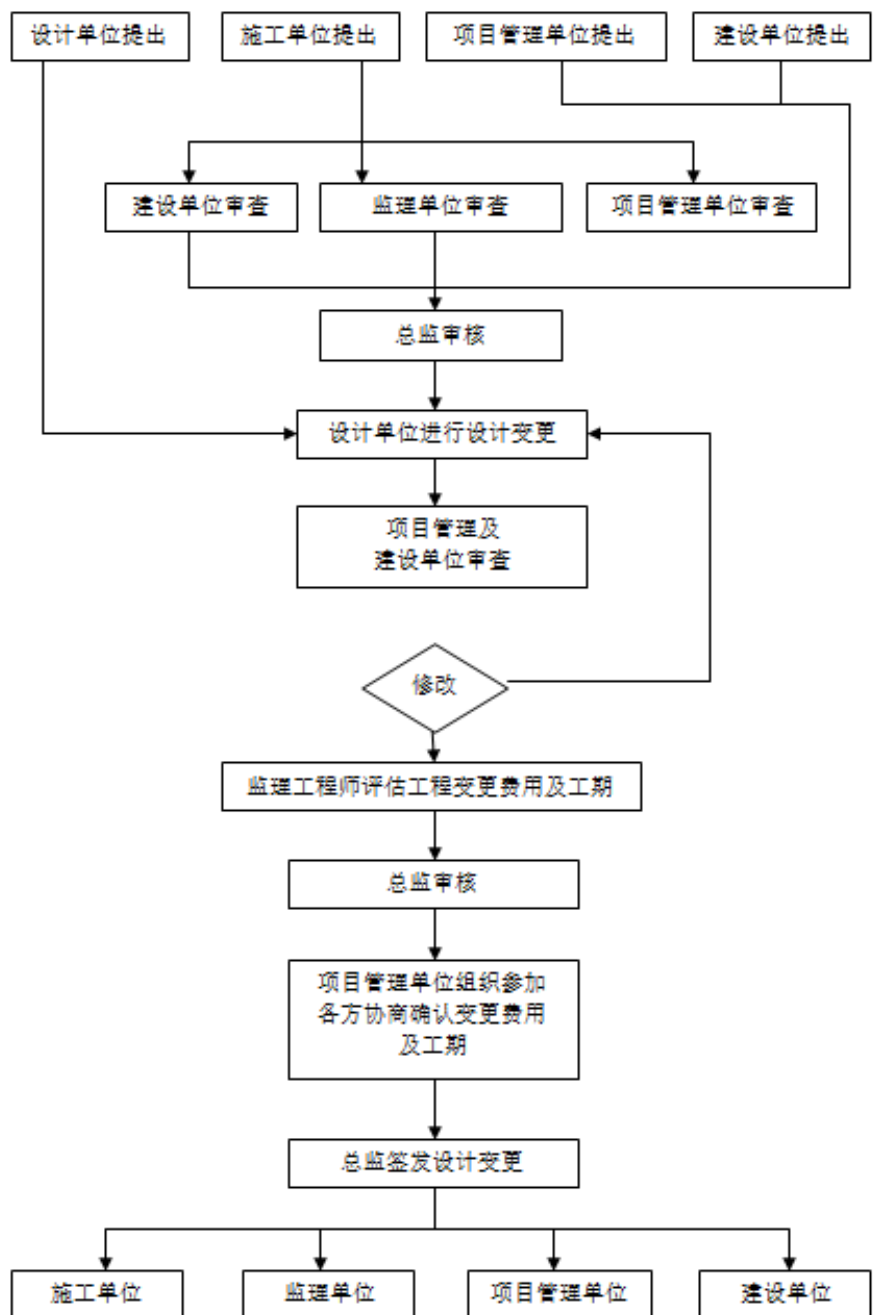 设计单位提出
施工单位提出
项目管理单位提出
建设单位提出
建设单位审查
监理单位审查
项目管理单位审查
总监审核
设计单位进行设计变更
项目管理及
建设单位审查
修改
监理工程师评估工程变更费用及工期
总监审核
项目管理单位组织参加
各方协商确认变更费用
及工期
总监签发设计变更
施工单位
监理单位
项目管理单位
建设单位